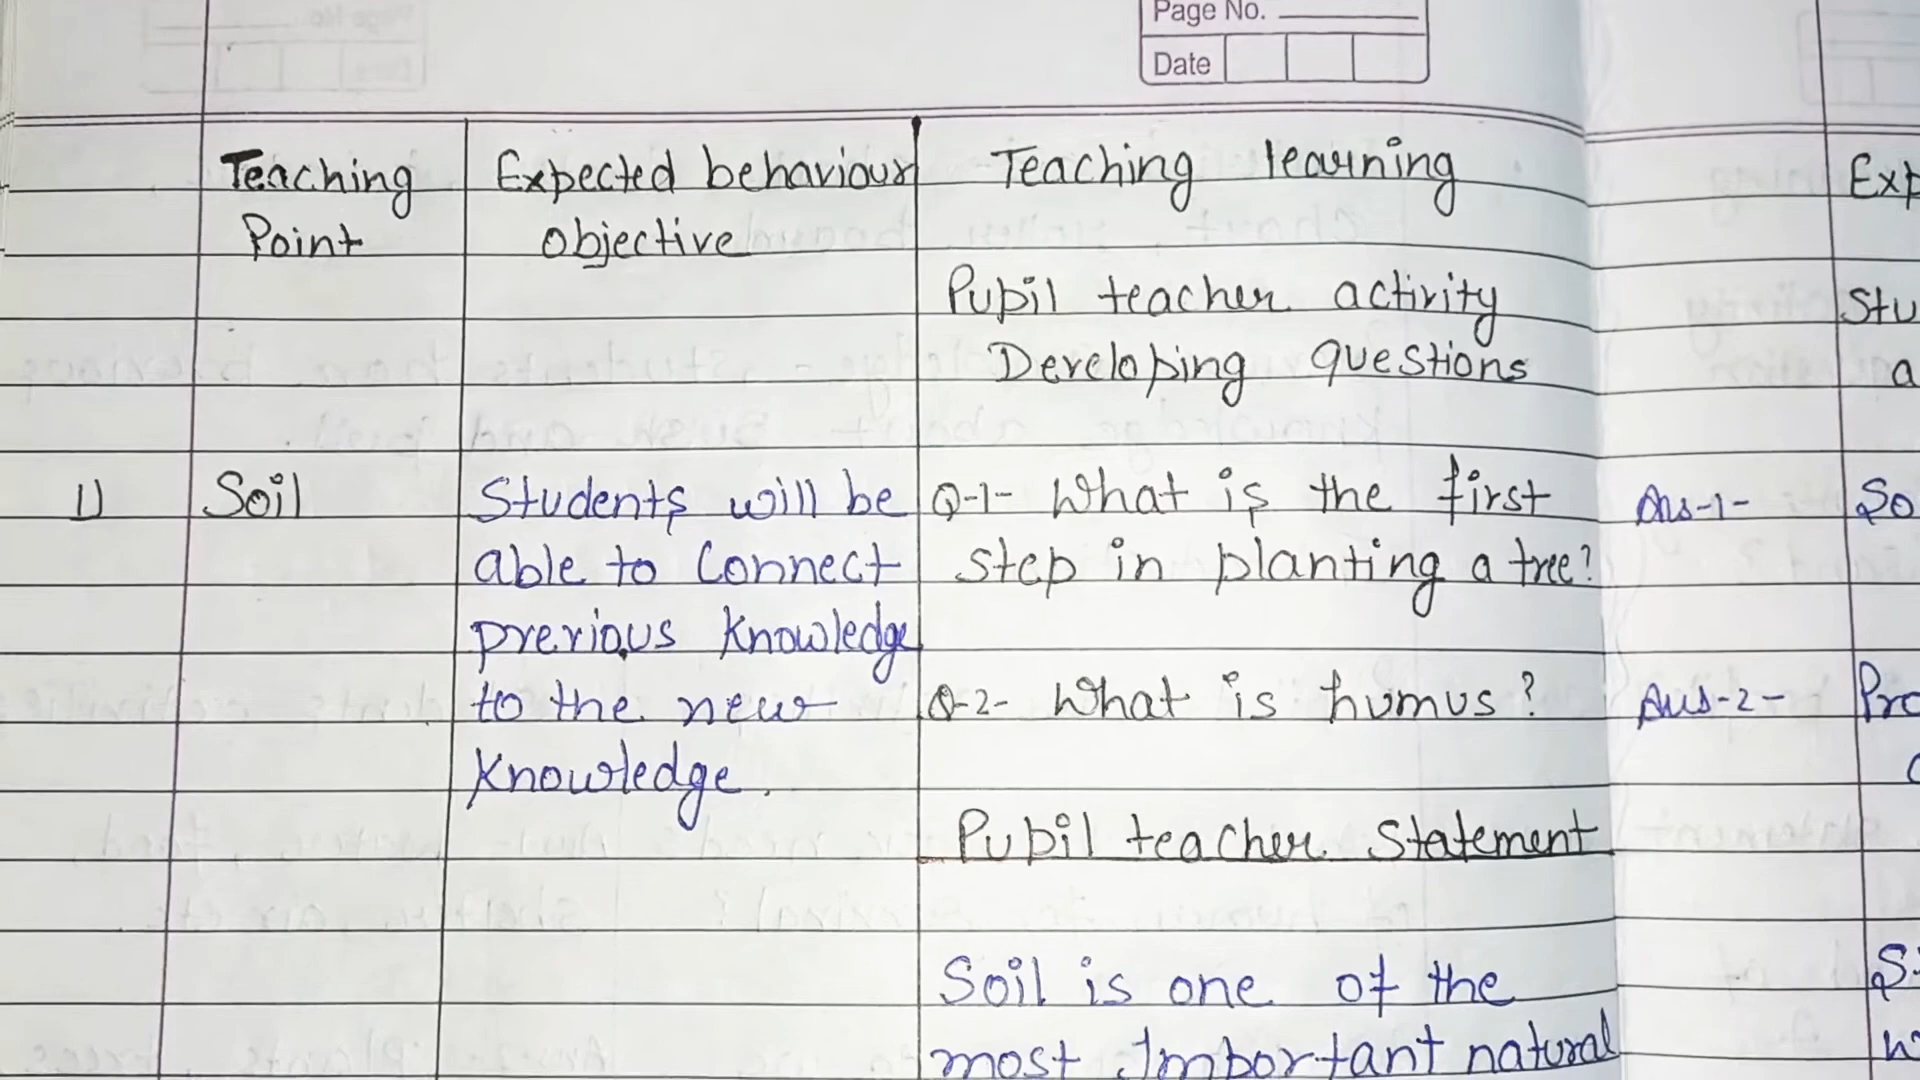 Page No.
Date
Teaching Point
Expected behaviour objective
Teaching learning
Pupil teacher activity
Developing questions
1) Soil
Students will be
able to connect
previous knowledge
to the new
knowledge.
Q-1- What is the first
step in planting a tree?
Q-2- What is humus?
Pupil teacher statement
Soil is one of the
most important natural
Exp
Stu
a
Ans-1- So
Ans-2- Pro